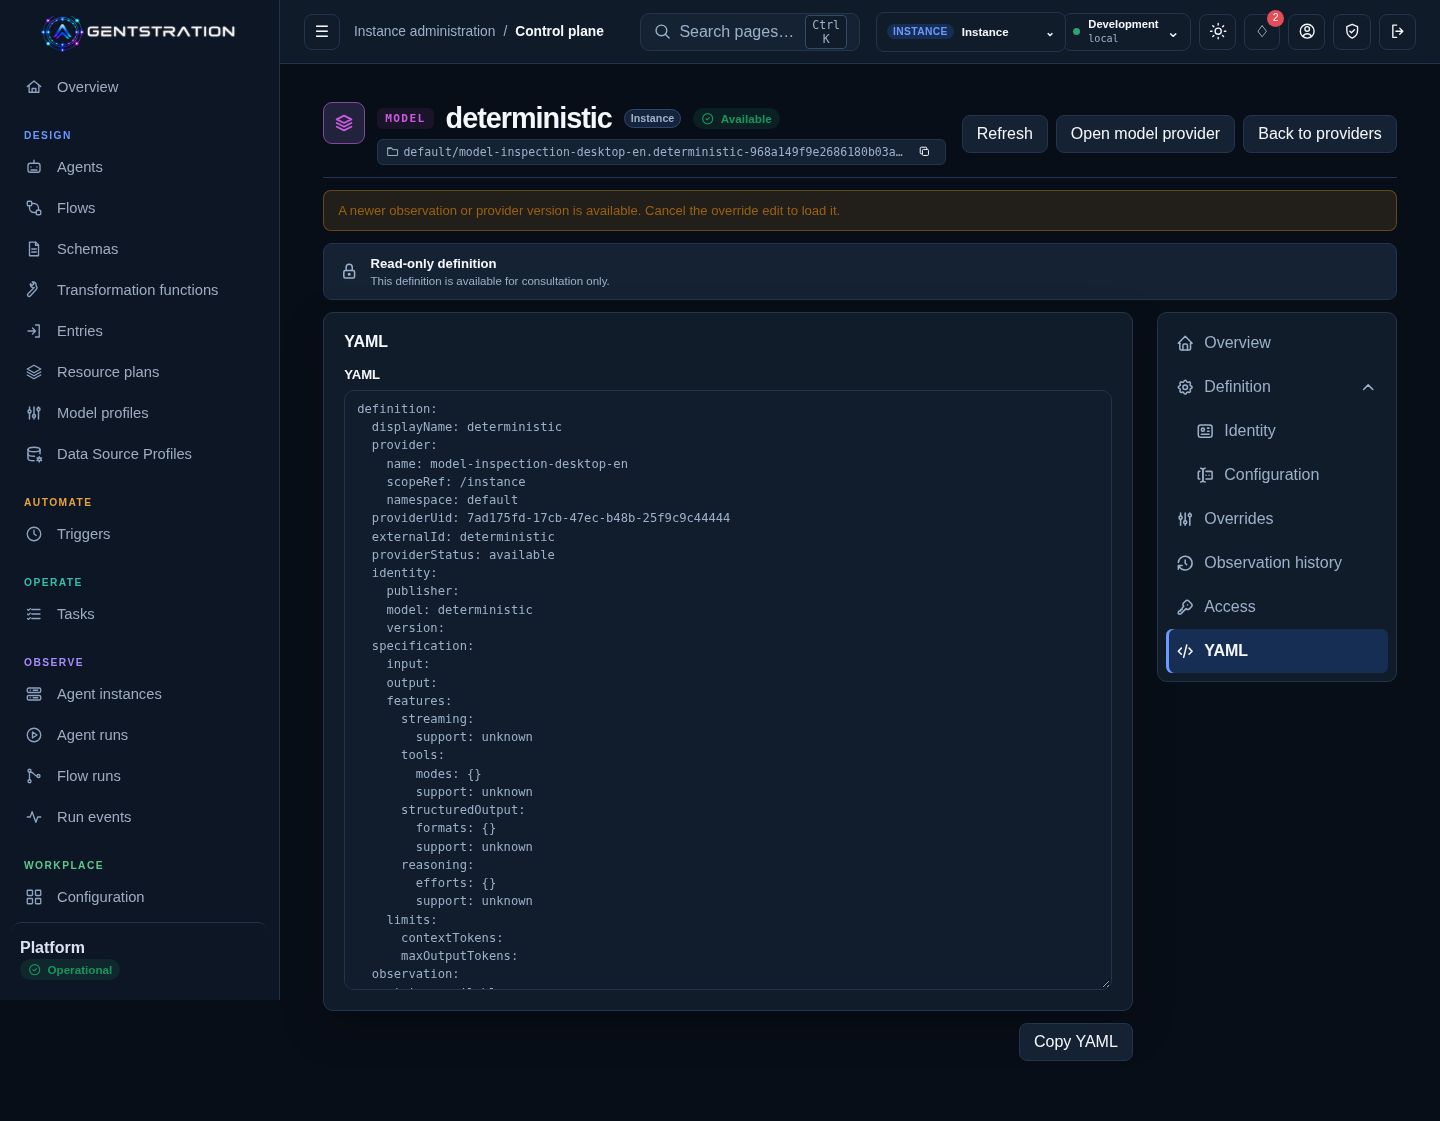 GENTSTRATION
Overview
DESIGN
Agents
Flows
Schemas
Transformation functions
Entries
Resource plans
Model profiles
Data Source Profiles
AUTOMATE
Triggers
OPERATE
Tasks
OBSERVE
Agent instances
Agent runs
Flow runs
Run events
WORKPLACE
Configuration
Platform
Operational
Instance administration / Control plane
Search pages…
Ctrl K
INSTANCE Instance
Development
local
2
MODEL deterministic Instance Available
default/model-inspection-desktop-en.deterministic-968a149f9e2686180b03a…
Refresh
Open model provider
Back to providers
A newer observation or provider version is available. Cancel the override edit to load it.
Read-only definition
This definition is available for consultation only.
YAML
YAML
definition:
  displayName: deterministic
  provider:
    name: model-inspection-desktop-en
    scopeRef: /instance
    namespace: default
  providerUid: 7ad175fd-17cb-47ec-b48b-25f9c9c44444
  externalId: deterministic
  providerStatus: available
  identity:
    publisher:
    model: deterministic
    version:
  specification:
    input:
    output:
    features:
      streaming:
        support: unknown
      tools:
        modes: {}
        support: unknown
      structuredOutput:
        formats: {}
        support: unknown
      reasoning:
        efforts: {}
        support: unknown
    limits:
      contextTokens:
      maxOutputTokens:
  observation:
Copy YAML
Overview
Definition
Identity
Configuration
Overrides
Observation history
Access
YAML